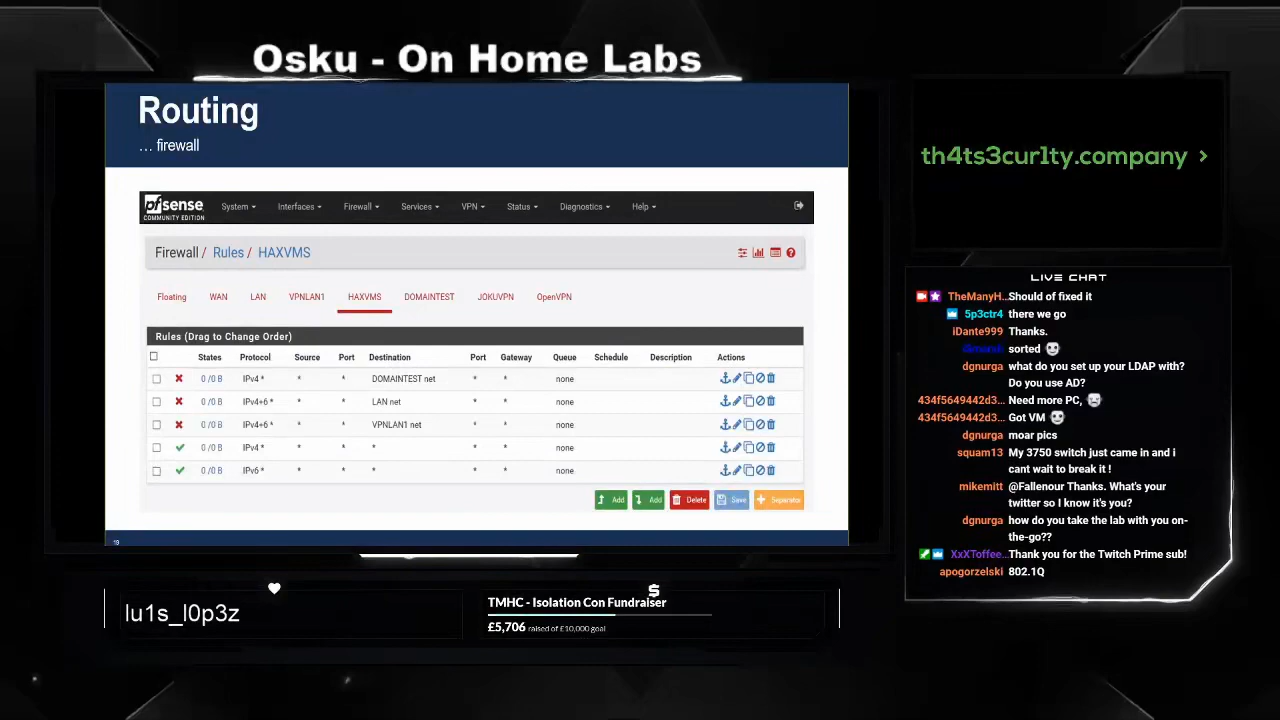 Osku - On Home Labs
Routing
... firewall
pfsense
COMMUNITY EDITION
System Interfaces Firewall Services VPN Status Diagnostics Help
Firewall / Rules / HAXVMS
Floating WAN LAN VPNLAN1 HAXVMS DOMAINTEST JOKUVPN OpenVPN
Rules (Drag to Change Order)
States Protocol Source Port Destination Port Gateway Queue Schedule Description Actions
0 /0 B IPv4 * * * DOMAINTEST net * * none
0 /0 B IPv4+6 * * * LAN net * * none
0 /0 B IPv4+6 * * * VPNLAN1 net * * none
0 /0 B IPv4 * * * * * * none
0 /0 B IPv6 * * * * * * none
Add Add Delete Save Separator
19
th4ts3cur1ty.company >
LIVE CHAT
TheManyH... Should of fixed it
5p3ctr4 there we go
iDante999 Thanks.
sorted
dgnurga what do you set up your LDAP with?
Do you use AD?
434f5649442d3... Need more PC,
434f5649442d3... Got VM
dgnurga moar pics
squam13 My 3750 switch just came in and i
cant wait to break it !
mikemitt @Fallenour Thanks. What's your
twitter so I know it's you?
dgnurga how do you take the lab with you on-
the-go??
XxXToffee... Thank you for the Twitch Prime sub!
apogorzelski 802.1Q
lu1s_l0p3z
$
TMHC - Isolation Con Fundraiser
£5,706 raised of £10,000 goal